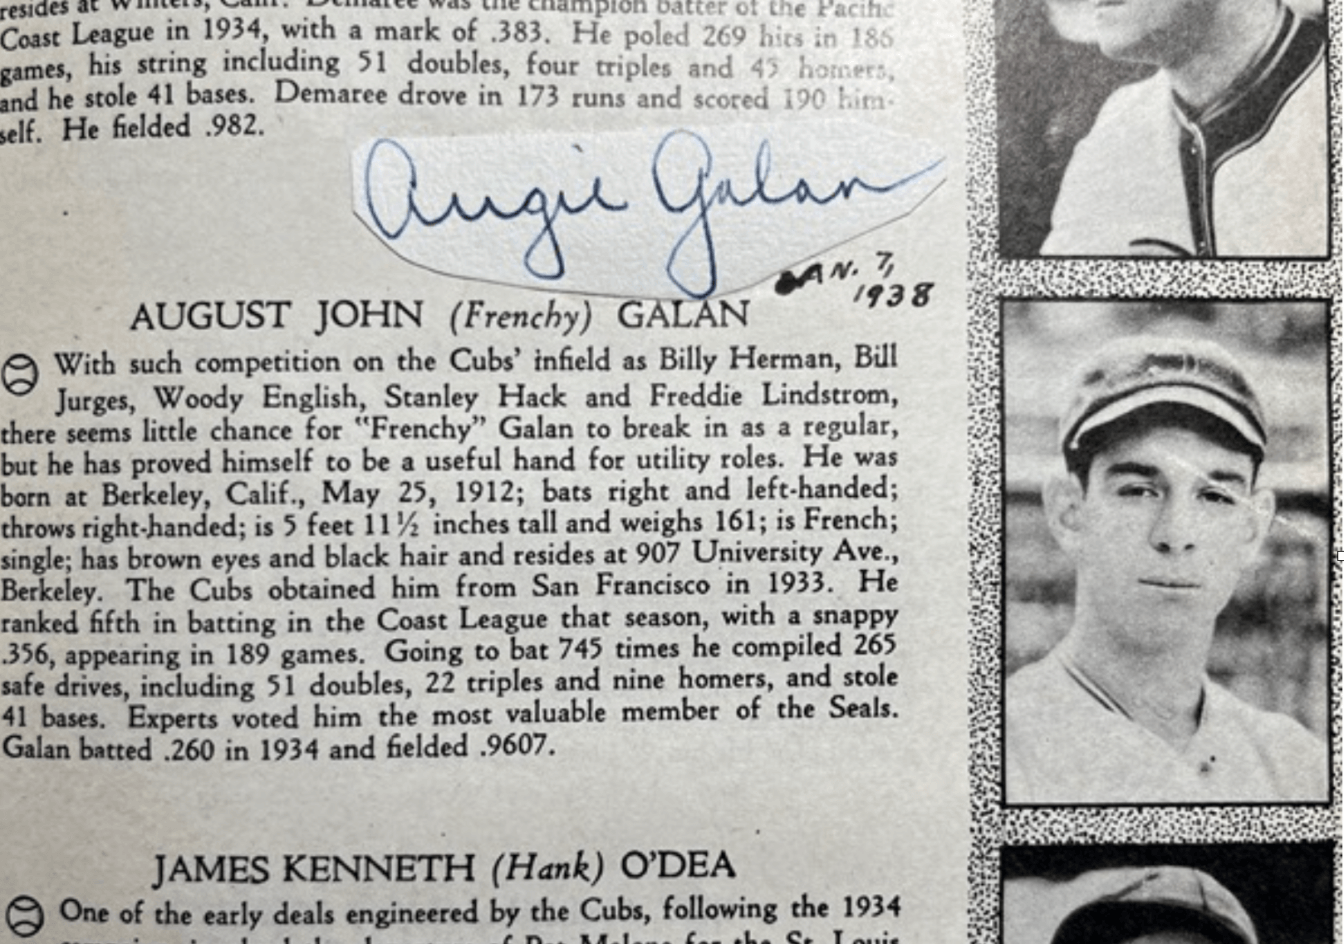 resides at Winters, Calif. Demaree was the champion batter of the Pacific
Coast League in 1934, with a mark of .383. He poled 269 hits in 186
games, his string including 51 doubles, four triples and 45 homers,
and he stole 41 bases. Demaree drove in 173 runs and scored 190 him-
self. He fielded .982.
Augie Galan
JAN. 7,
1938
AUGUST JOHN (Frenchy) GALAN
With such competition on the Cubs' infield as Billy Herman, Bill
Jurges, Woody English, Stanley Hack and Freddie Lindstrom,
there seems little chance for "Frenchy" Galan to break in as a regular,
but he has proved himself to be a useful hand for utility roles. He was
born at Berkeley, Calif., May 25, 1912; bats right and left-handed;
throws right-handed; is 5 feet 11½ inches tall and weighs 161; is French;
single; has brown eyes and black hair and resides at 907 University Ave.,
Berkeley. The Cubs obtained him from San Francisco in 1933. He
ranked fifth in batting in the Coast League that season, with a snappy
.356, appearing in 189 games. Going to bat 745 times he compiled 265
safe drives, including 51 doubles, 22 triples and nine homers, and stole
41 bases. Experts voted him the most valuable member of the Seals.
Galan batted .260 in 1934 and fielded .9607.
JAMES KENNETH (Hank) O'DEA
One of the early deals engineered by the Cubs, following the 1934
of Pat Malone for the St. Louis